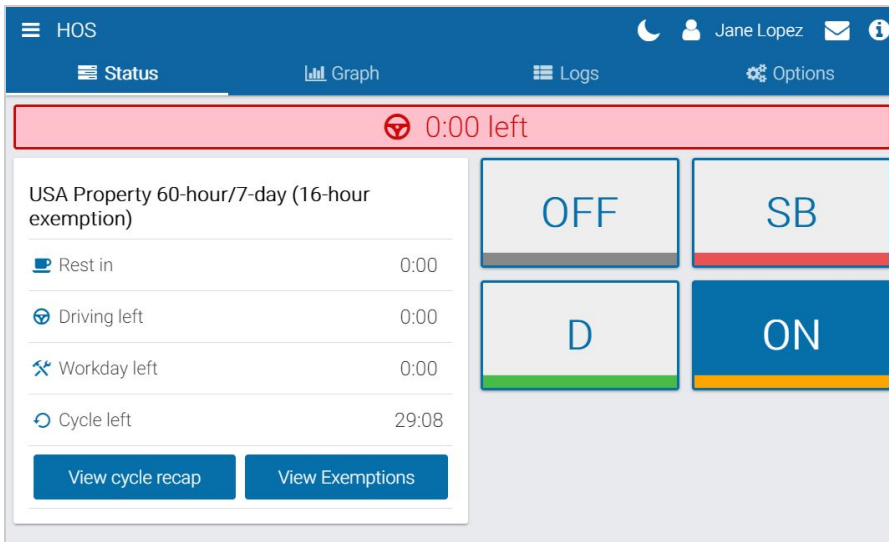 HOS
Jane Lopez
Status
Graph
Logs
Options
0:00 left
USA Property 60-hour/7-day (16-hour
exemption)
Rest in 0:00
Driving left 0:00
Workday left 0:00
Cycle left 29:08
View cycle recap
View Exemptions
OFF
SB
D
ON